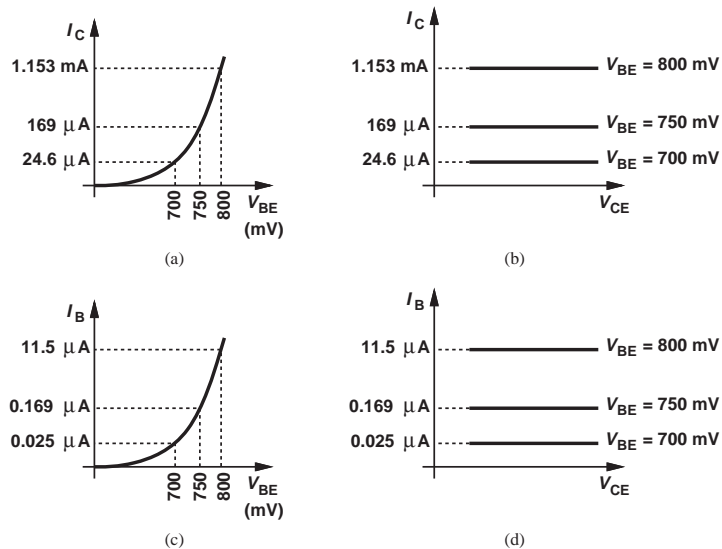 I_C
1.153 mA
169 μA
24.6 μA
700
750
800
V_BE
(mV)
(a)
I_C
1.153 mA
169 μA
24.6 μA
V_BE = 800 mV
V_BE = 750 mV
V_BE = 700 mV
V_CE
(b)
I_B
11.5 μA
0.169 μA
0.025 μA
700
750
800
V_BE
(mV)
(c)
I_B
11.5 μA
0.169 μA
0.025 μA
V_BE = 800 mV
V_BE = 750 mV
V_BE = 700 mV
V_CE
(d)